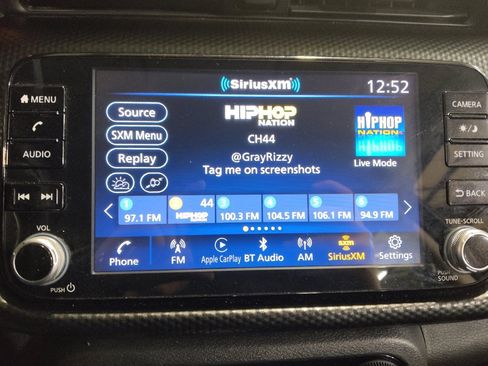 SiriusXM
12:52
MENU
AUDIO
VOL
PUSH
Source
SXM Menu
Replay
HIPHOP
NATION
CH44
@GrayRizzy
Tag me on screenshots
HIPHOP
NATION
Live Mode
1
97.1 FM
2
44
HIPHOP
NATION
3
100.3 FM
4
104.5 FM
5
106.1 FM
6
94.9 FM
Phone
FM
Apple CarPlay
BT Audio
AM
sxm
SiriusXM
Settings
CAMERA
SETTING
BACK
TUNE·SCROLL
PUSH
SOUND